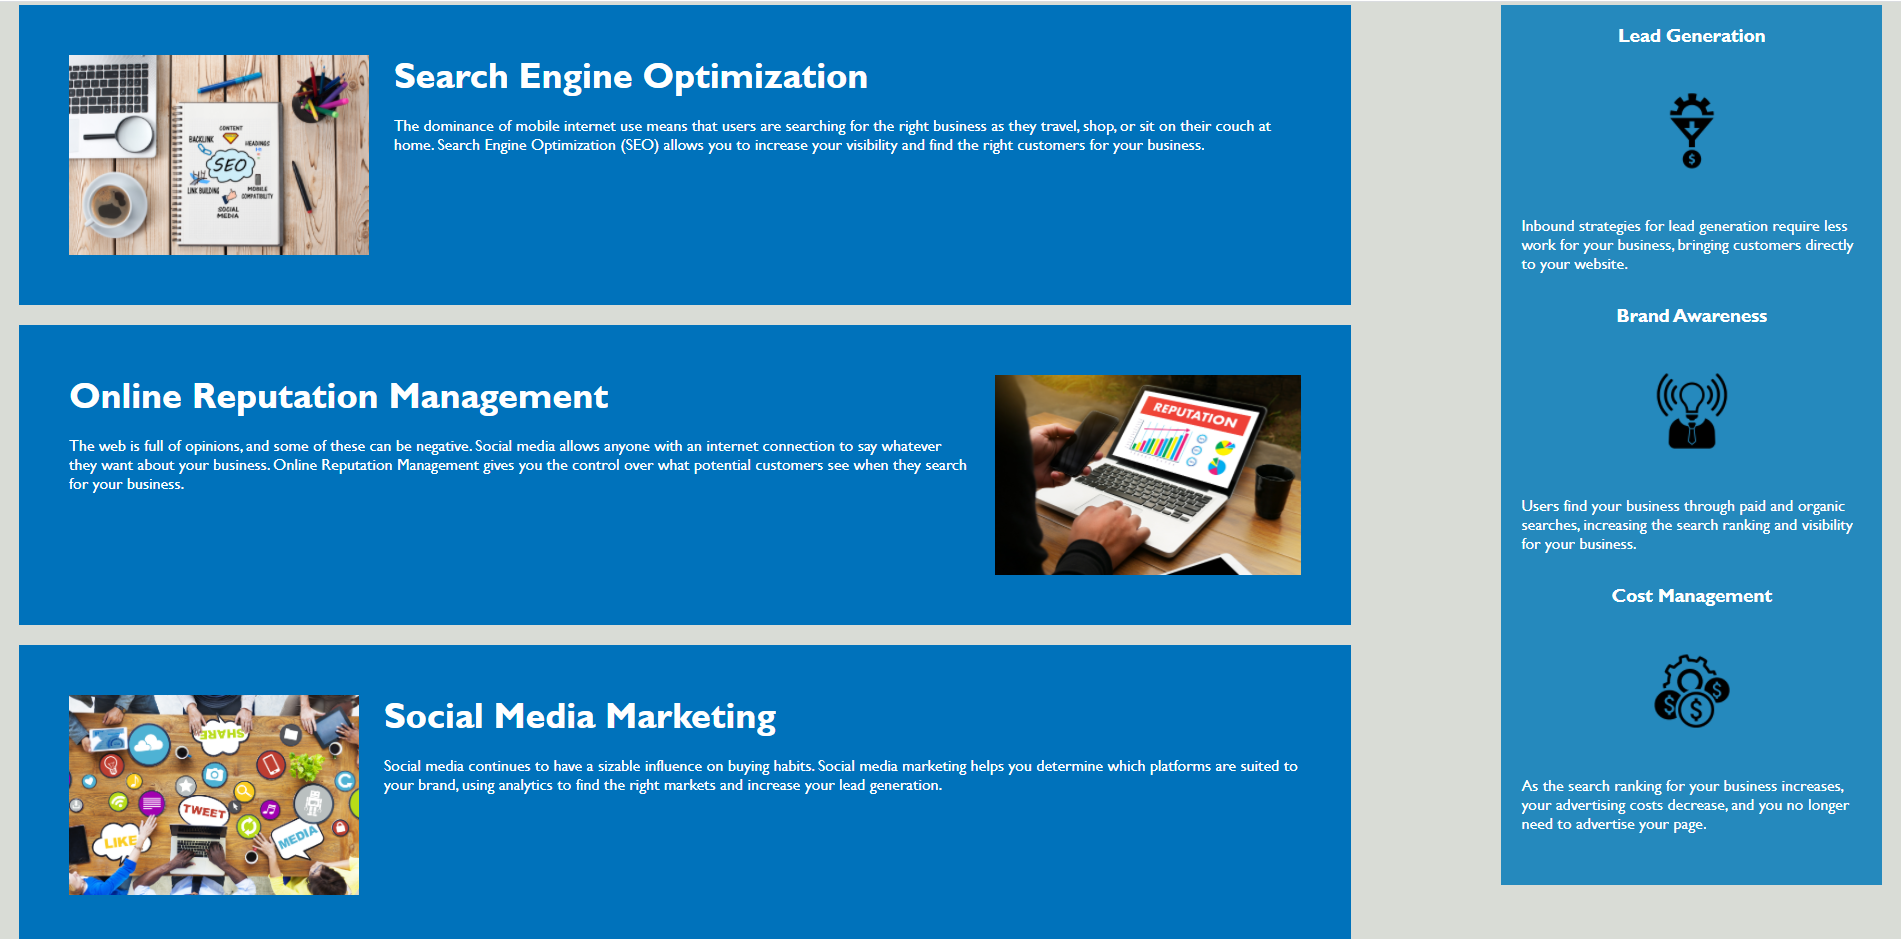 Search Engine Optimization
The dominance of mobile internet use means that users are searching for the right business as they travel, shop, or sit on their couch at
home. Search Engine Optimization (SEO) allows you to increase your visibility and find the right customers for your business.
CONTENT
BACKLINK
HEADINGS
SEO
LINK BUILDING
MOBILE
COMPATIBILITY
SOCIAL
MEDIA
Online Reputation Management
The web is full of opinions, and some of these can be negative. Social media allows anyone with an internet connection to say whatever
they want about your business. Online Reputation Management gives you the control over what potential customers see when they search
for your business.
REPUTATION
Social Media Marketing
Social media continues to have a sizable influence on buying habits. Social media marketing helps you determine which platforms are suited to
your brand, using analytics to find the right markets and increase your lead generation.
SHARE
TWEET
LIKE
MEDIA
Lead Generation
$
Inbound strategies for lead generation require less
work for your business, bringing customers directly
to your website.
Brand Awareness
Users find your business through paid and organic
searches, increasing the search ranking and visibility
for your business.
Cost Management
$
$
$
As the search ranking for your business increases,
your advertising costs decrease, and you no longer
need to advertise your page.